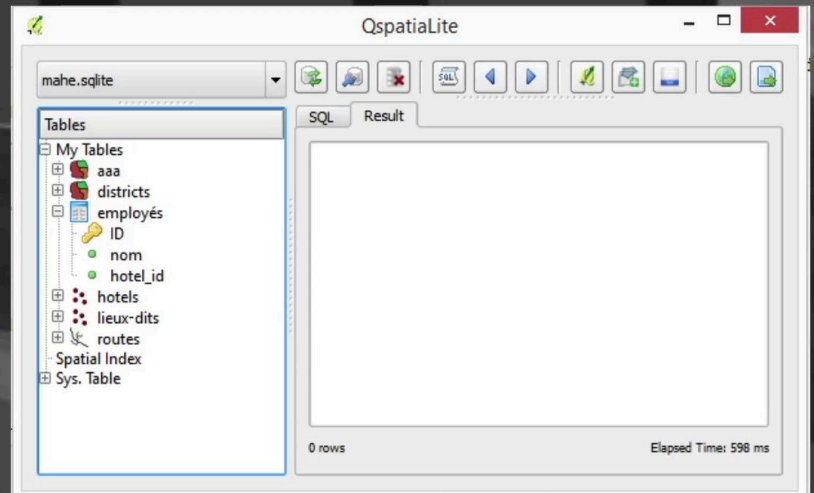 QspatiaLite
mahe.sqlite
SQL
SQL
Result
Tables
My Tables
aaa
districts
employés
ID
nom
hotel_id
hotels
lieux-dits
routes
Spatial Index
Sys. Table
0 rows
Elapsed Time: 598 ms